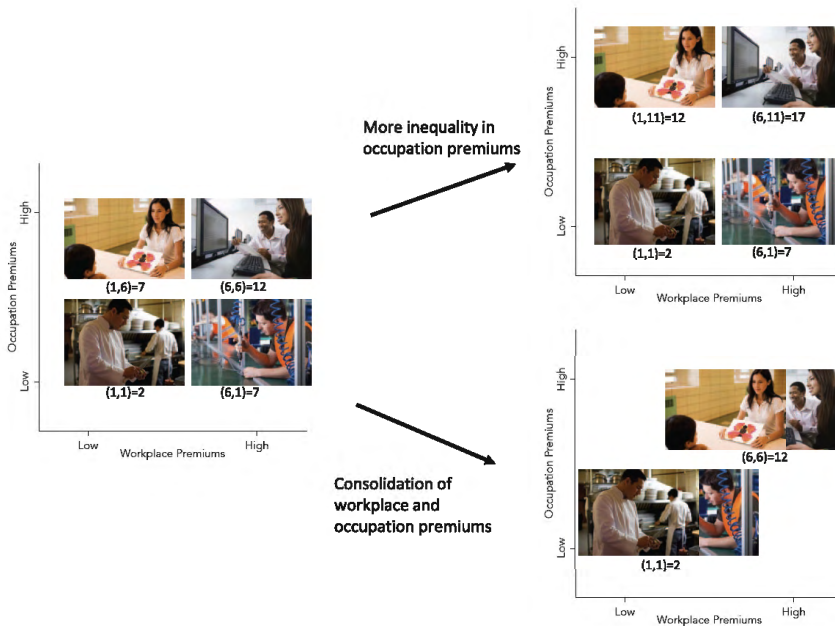 Occupation Premiums
High
Low
(1,6)=7
(6,6)=12
(1,1)=2
(6,1)=7
Low
High
Workplace Premiums
More inequality in
occupation premiums
Consolidation of
workplace and
occupation premiums
Occupation Premiums
High
Low
(1,11)=12
(6,11)=17
(1,1)=2
(6,1)=7
Low
High
Workplace Premiums
Occupation Premiums
High
Low
(6,6)=12
(1,1)=2
Low
High
Workplace Premiums